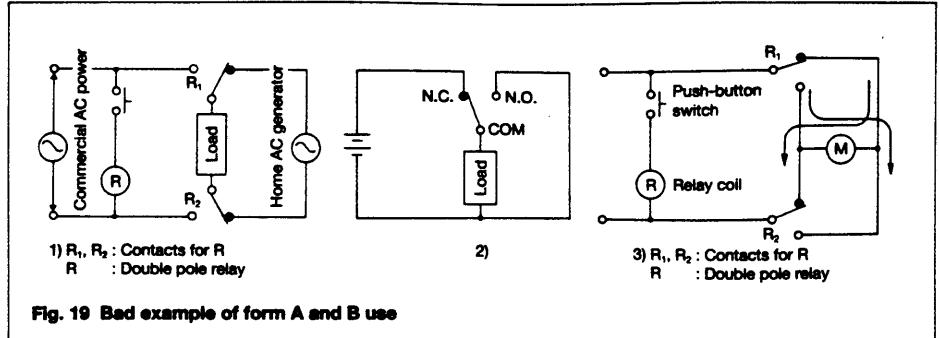 Commercial AC power
R
R₁
Load
R₂
Home AC generator
1) R₁, R₂ : Contacts for R
R : Double pole relay
N.C.
N.O.
COM
Load
2)
Push-button
switch
R
Relay coil
R₁
M
R₂
3) R₁, R₂ : Contacts for R
R : Double pole relay
Fig. 19 Bad example of form A and B use